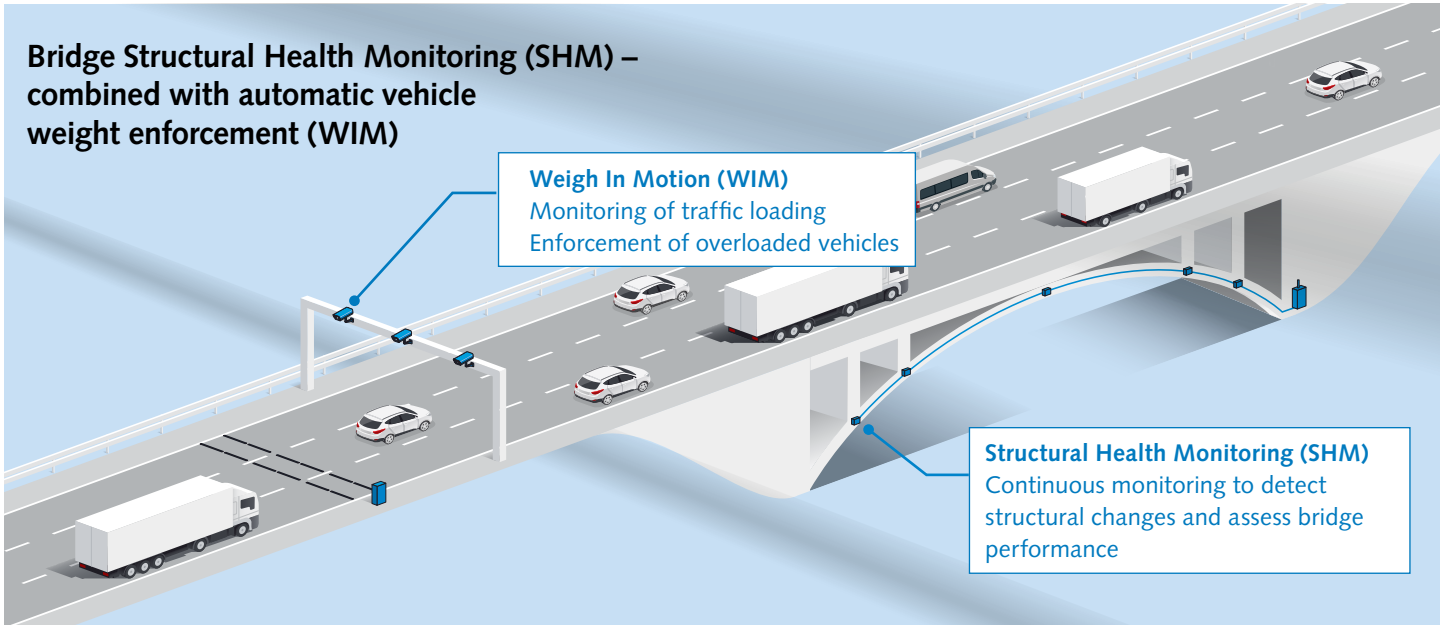 Bridge Structural Health Monitoring (SHM) –
combined with automatic vehicle
weight enforcement (WIM)
Weigh In Motion (WIM)
Monitoring of traffic loading
Enforcement of overloaded vehicles
Structural Health Monitoring (SHM)
Continuous monitoring to detect
structural changes and assess bridge
performance